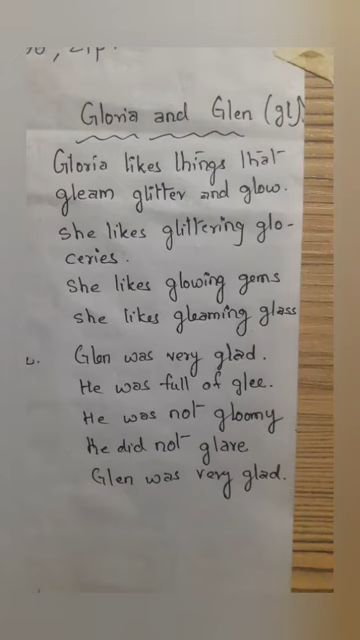 Zip.
Gloria and Glen (gl)
Gloria likes things that
gleam glitter and glow.
She likes glittering glo-
ceries.
She likes glowing gems
She likes gleaming glass
Glen was very glad.
He was full of glee.
He was not gloomy
He did not glare
Glen was very glad.